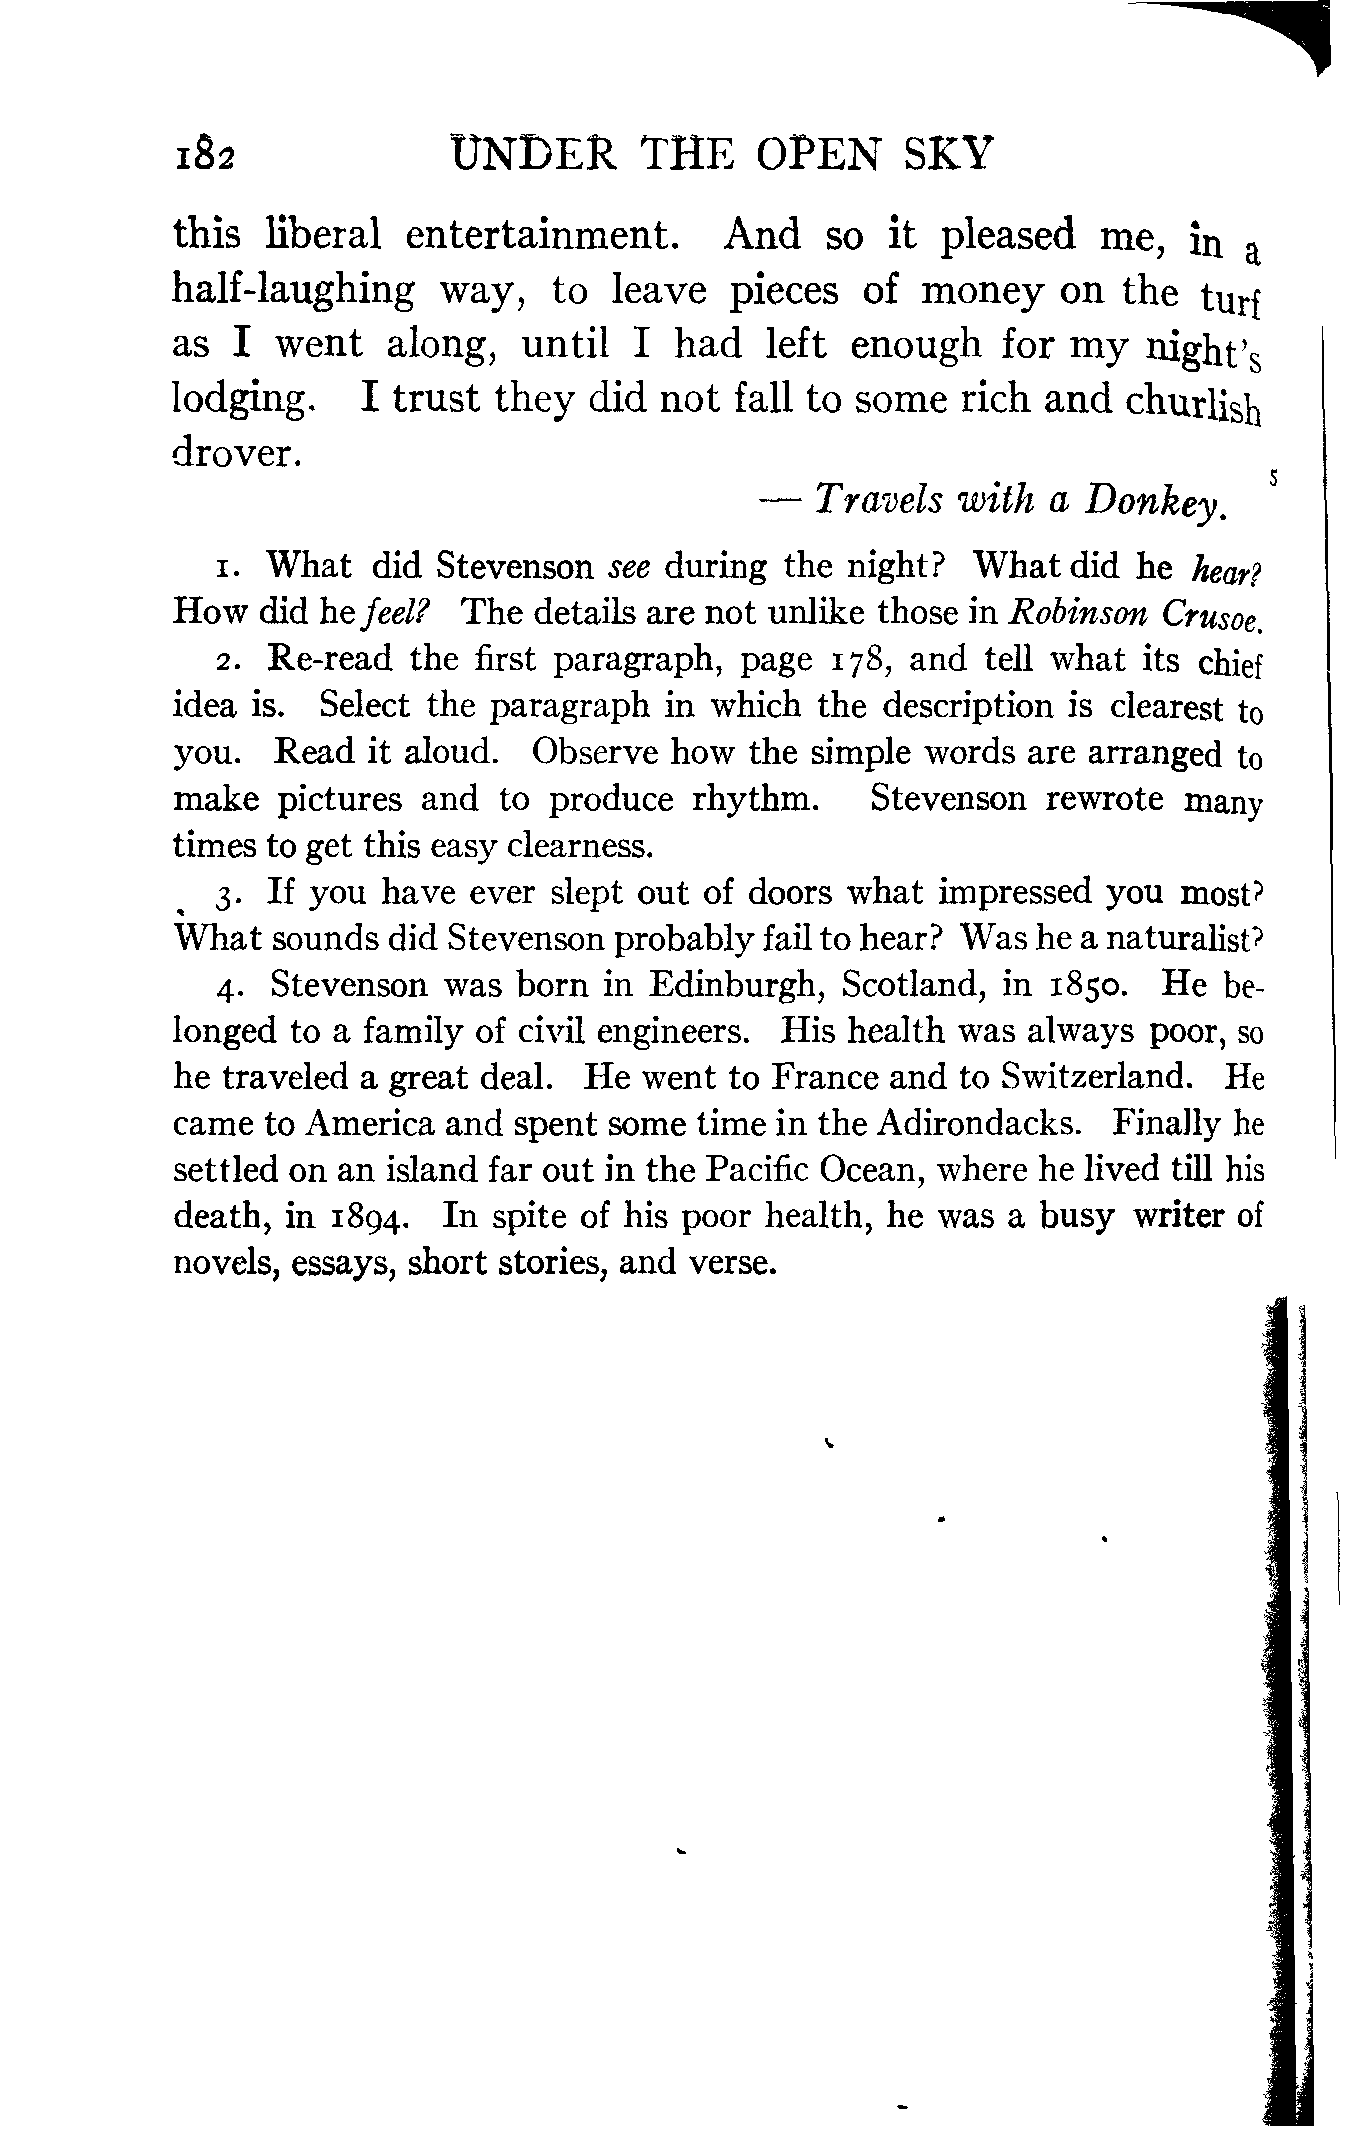 182 UNDER THE OPEN SKY
this liberal entertainment. And so it pleased me, in a
half-laughing way, to leave pieces of money on the turf
as I went along, until I had left enough for my night's
lodging. I trust they did not fall to some rich and churlish
drover. 5
— Travels with a Donkey.
1. What did Stevenson see during the night? What did he hear?
How did he feel? The details are not unlike those in Robinson Crusoe.
2. Re-read the first paragraph, page 178, and tell what its chief
idea is. Select the paragraph in which the description is clearest to
you. Read it aloud. Observe how the simple words are arranged to
make pictures and to produce rhythm. Stevenson rewrote many
times to get this easy clearness.
3. If you have ever slept out of doors what impressed you most?
What sounds did Stevenson probably fail to hear? Was he a naturalist?
4. Stevenson was born in Edinburgh, Scotland, in 1850. He be-
longed to a family of civil engineers. His health was always poor, so
he traveled a great deal. He went to France and to Switzerland. He
came to America and spent some time in the Adirondacks. Finally he
settled on an island far out in the Pacific Ocean, where he lived till his
death, in 1894. In spite of his poor health, he was a busy writer of
novels, essays, short stories, and verse.